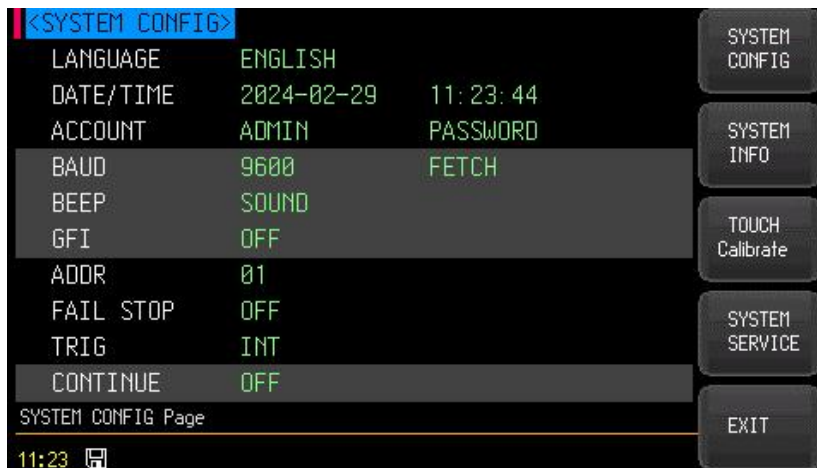 <SYSTEM CONFIG>
LANGUAGE ENGLISH
DATE/TIME 2024-02-29 11:23:44
ACCOUNT ADMIN PASSWORD
BAUD 9600 FETCH
BEEP SOUND
GFI OFF
ADDR 01
FAIL STOP OFF
TRIG INT
CONTINUE OFF
SYSTEM CONFIG Page
11:23
SYSTEM
CONFIG
SYSTEM
INFO
TOUCH
Calibrate
SYSTEM
SERVICE
EXIT